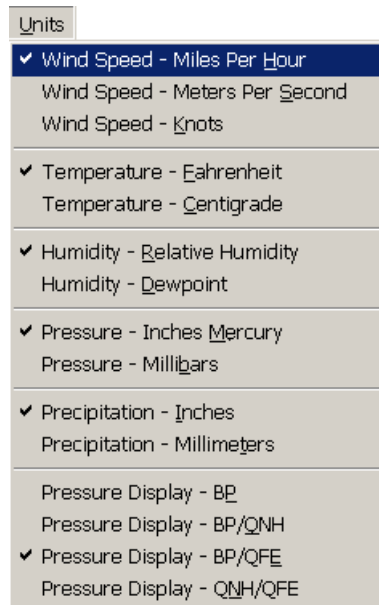 Units
Wind Speed - Miles Per Hour
Wind Speed - Meters Per Second
Wind Speed - Knots
Temperature - Fahrenheit
Temperature - Centigrade
Humidity - Relative Humidity
Humidity - Dewpoint
Pressure - Inches Mercury
Pressure - Millibars
Precipitation - Inches
Precipitation - Millimeters
Pressure Display - BP
Pressure Display - BP/QNH
Pressure Display - BP/QFE
Pressure Display - QNH/QFE